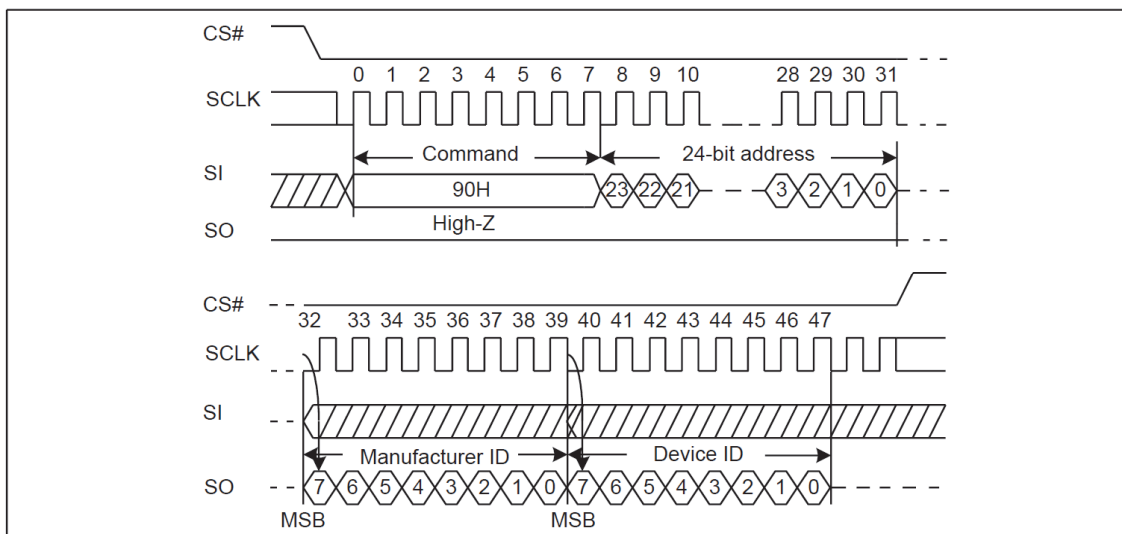 CS#
0 1 2 3 4 5 6 7 8 9 10 28 29 30 31
SCLK
Command 24-bit address
SI
90H 23 22 21 3 2 1 0
High-Z
SO
CS#
32 33 34 35 36 37 38 39 40 41 42 43 44 45 46 47
SCLK
SI
Manufacturer ID Device ID
SO 7 6 5 4 3 2 1 0 7 6 5 4 3 2 1 0
MSB MSB